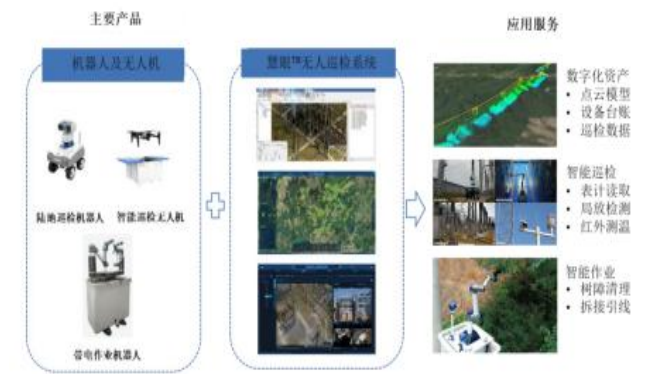 主要产品
应用服务
机器人及无人机
慧眼™无人巡检系统
陆地巡检机器人
智能巡检无人机
带电作业机器人
数字化资产
• 点云模型
• 设备台账
• 巡检数据
智能巡检
• 表计读取
• 局放检测
• 红外测温
智能作业
• 树障清理
• 拆接引线